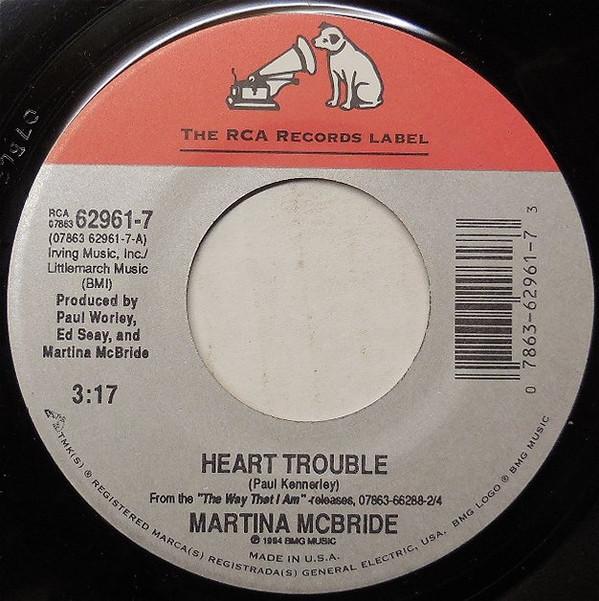 THE RCA RECORDS LABEL
RCA
07863 62961-7
(07863 62961-7-A)
Irving Music, Inc./
Littlemarch Music
(BMI)
Produced by
Paul Worley,
Ed Seay, and
Martina McBride
3:17
0 7863-62961-7 3
HEART TROUBLE
(Paul Kennerley)
From the "The Way That I Am"-releases, 07863-66288-2/4
MARTINA MCBRIDE
℗ 1994 BMG MUSIC
MADE IN U.S.A.
TMK(S) ® REGISTERED MARCA(S) REGISTRADA(S) GENERAL ELECTRIC, USA. BMG LOGO ® BMG MUSIC